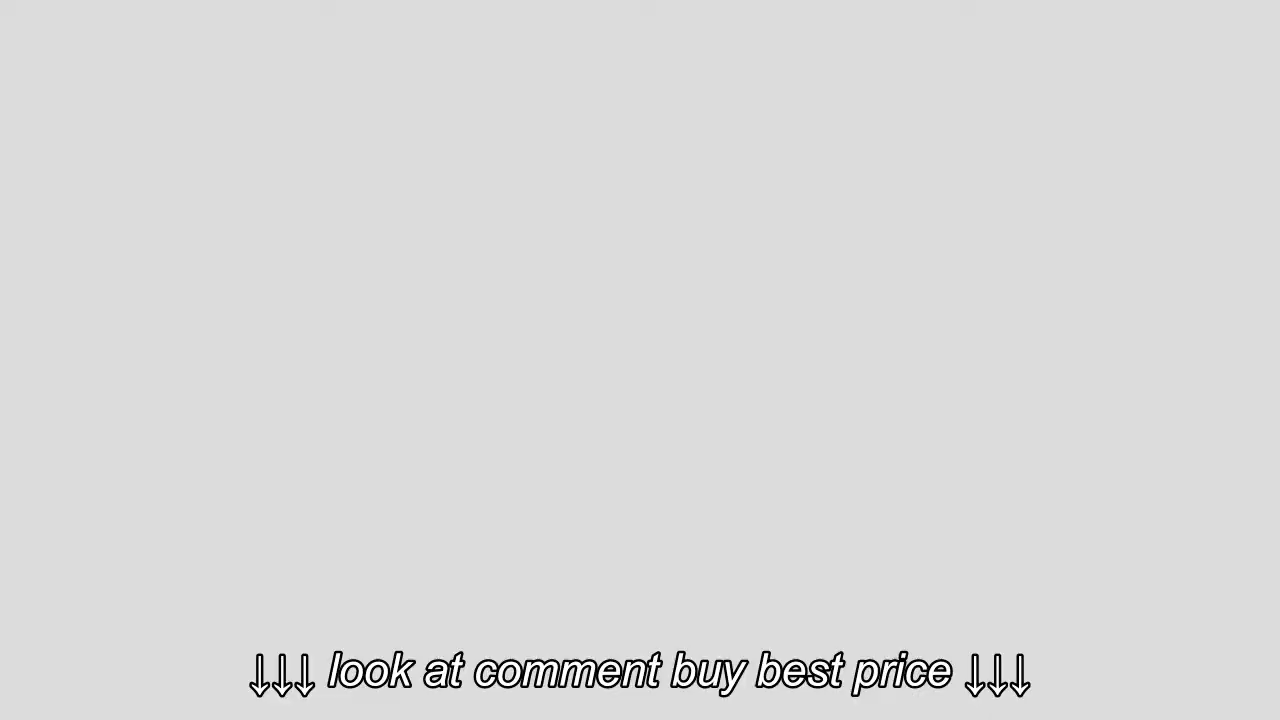 ↓↓↓ look at comment buy best price ↓↓↓